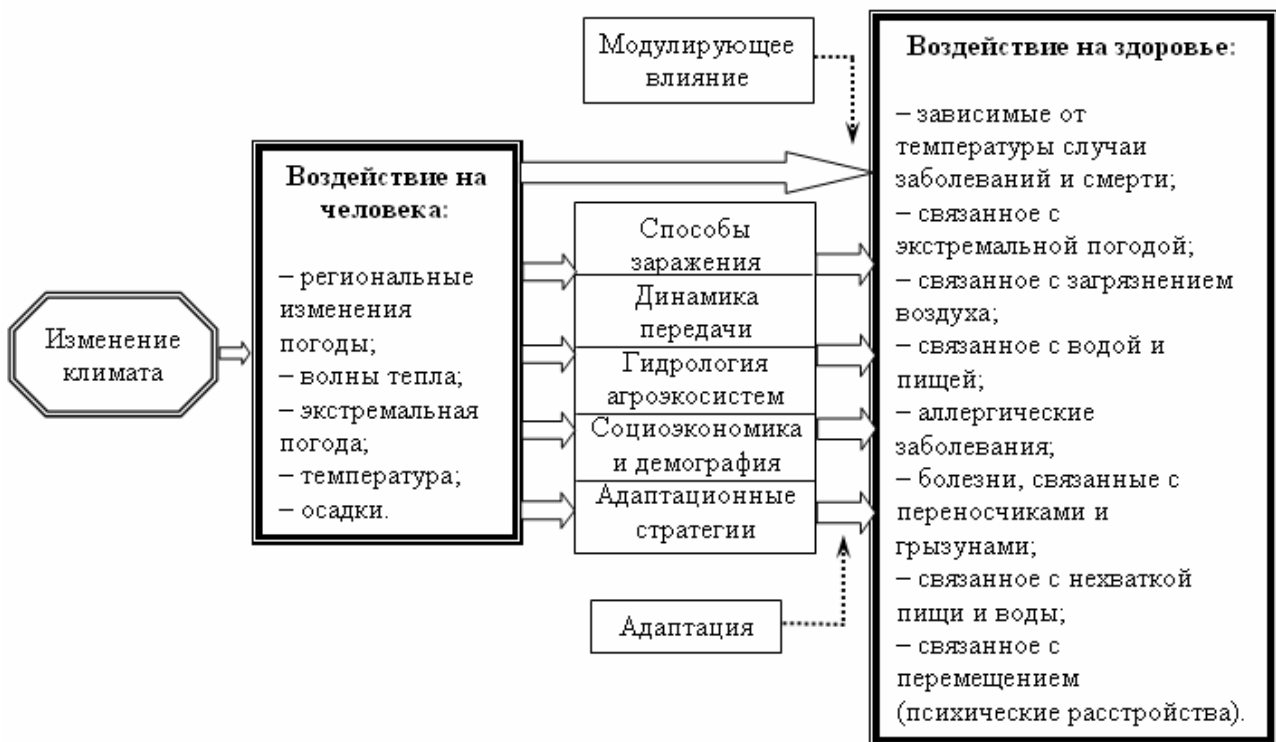 Изменение
климата
Воздействие на
человека:
– региональные
изменения
погоды;
– волны тепла;
– экстремальная
погода;
– температура;
– осадки.
Модулирующее
влияние
Способы
заражения
Динамика
передачи
Гидрология
агроэкосистем
Социоэкономика
и демография
Адаптационные
стратегии
Адаптация
Воздействие на здоровье:
– зависимые от
температуры случаи
заболеваний и смерти;
– связанное с
экстремальной погодой;
– связанное с загрязнением
воздуха;
– связанное с водой и
пищей;
– аллергические
заболевания;
– болезни, связанные с
переносчиками и
грызунами;
– связанное с нехваткой
пищи и воды;
– связанное с
перемещением
(психические расстройства).